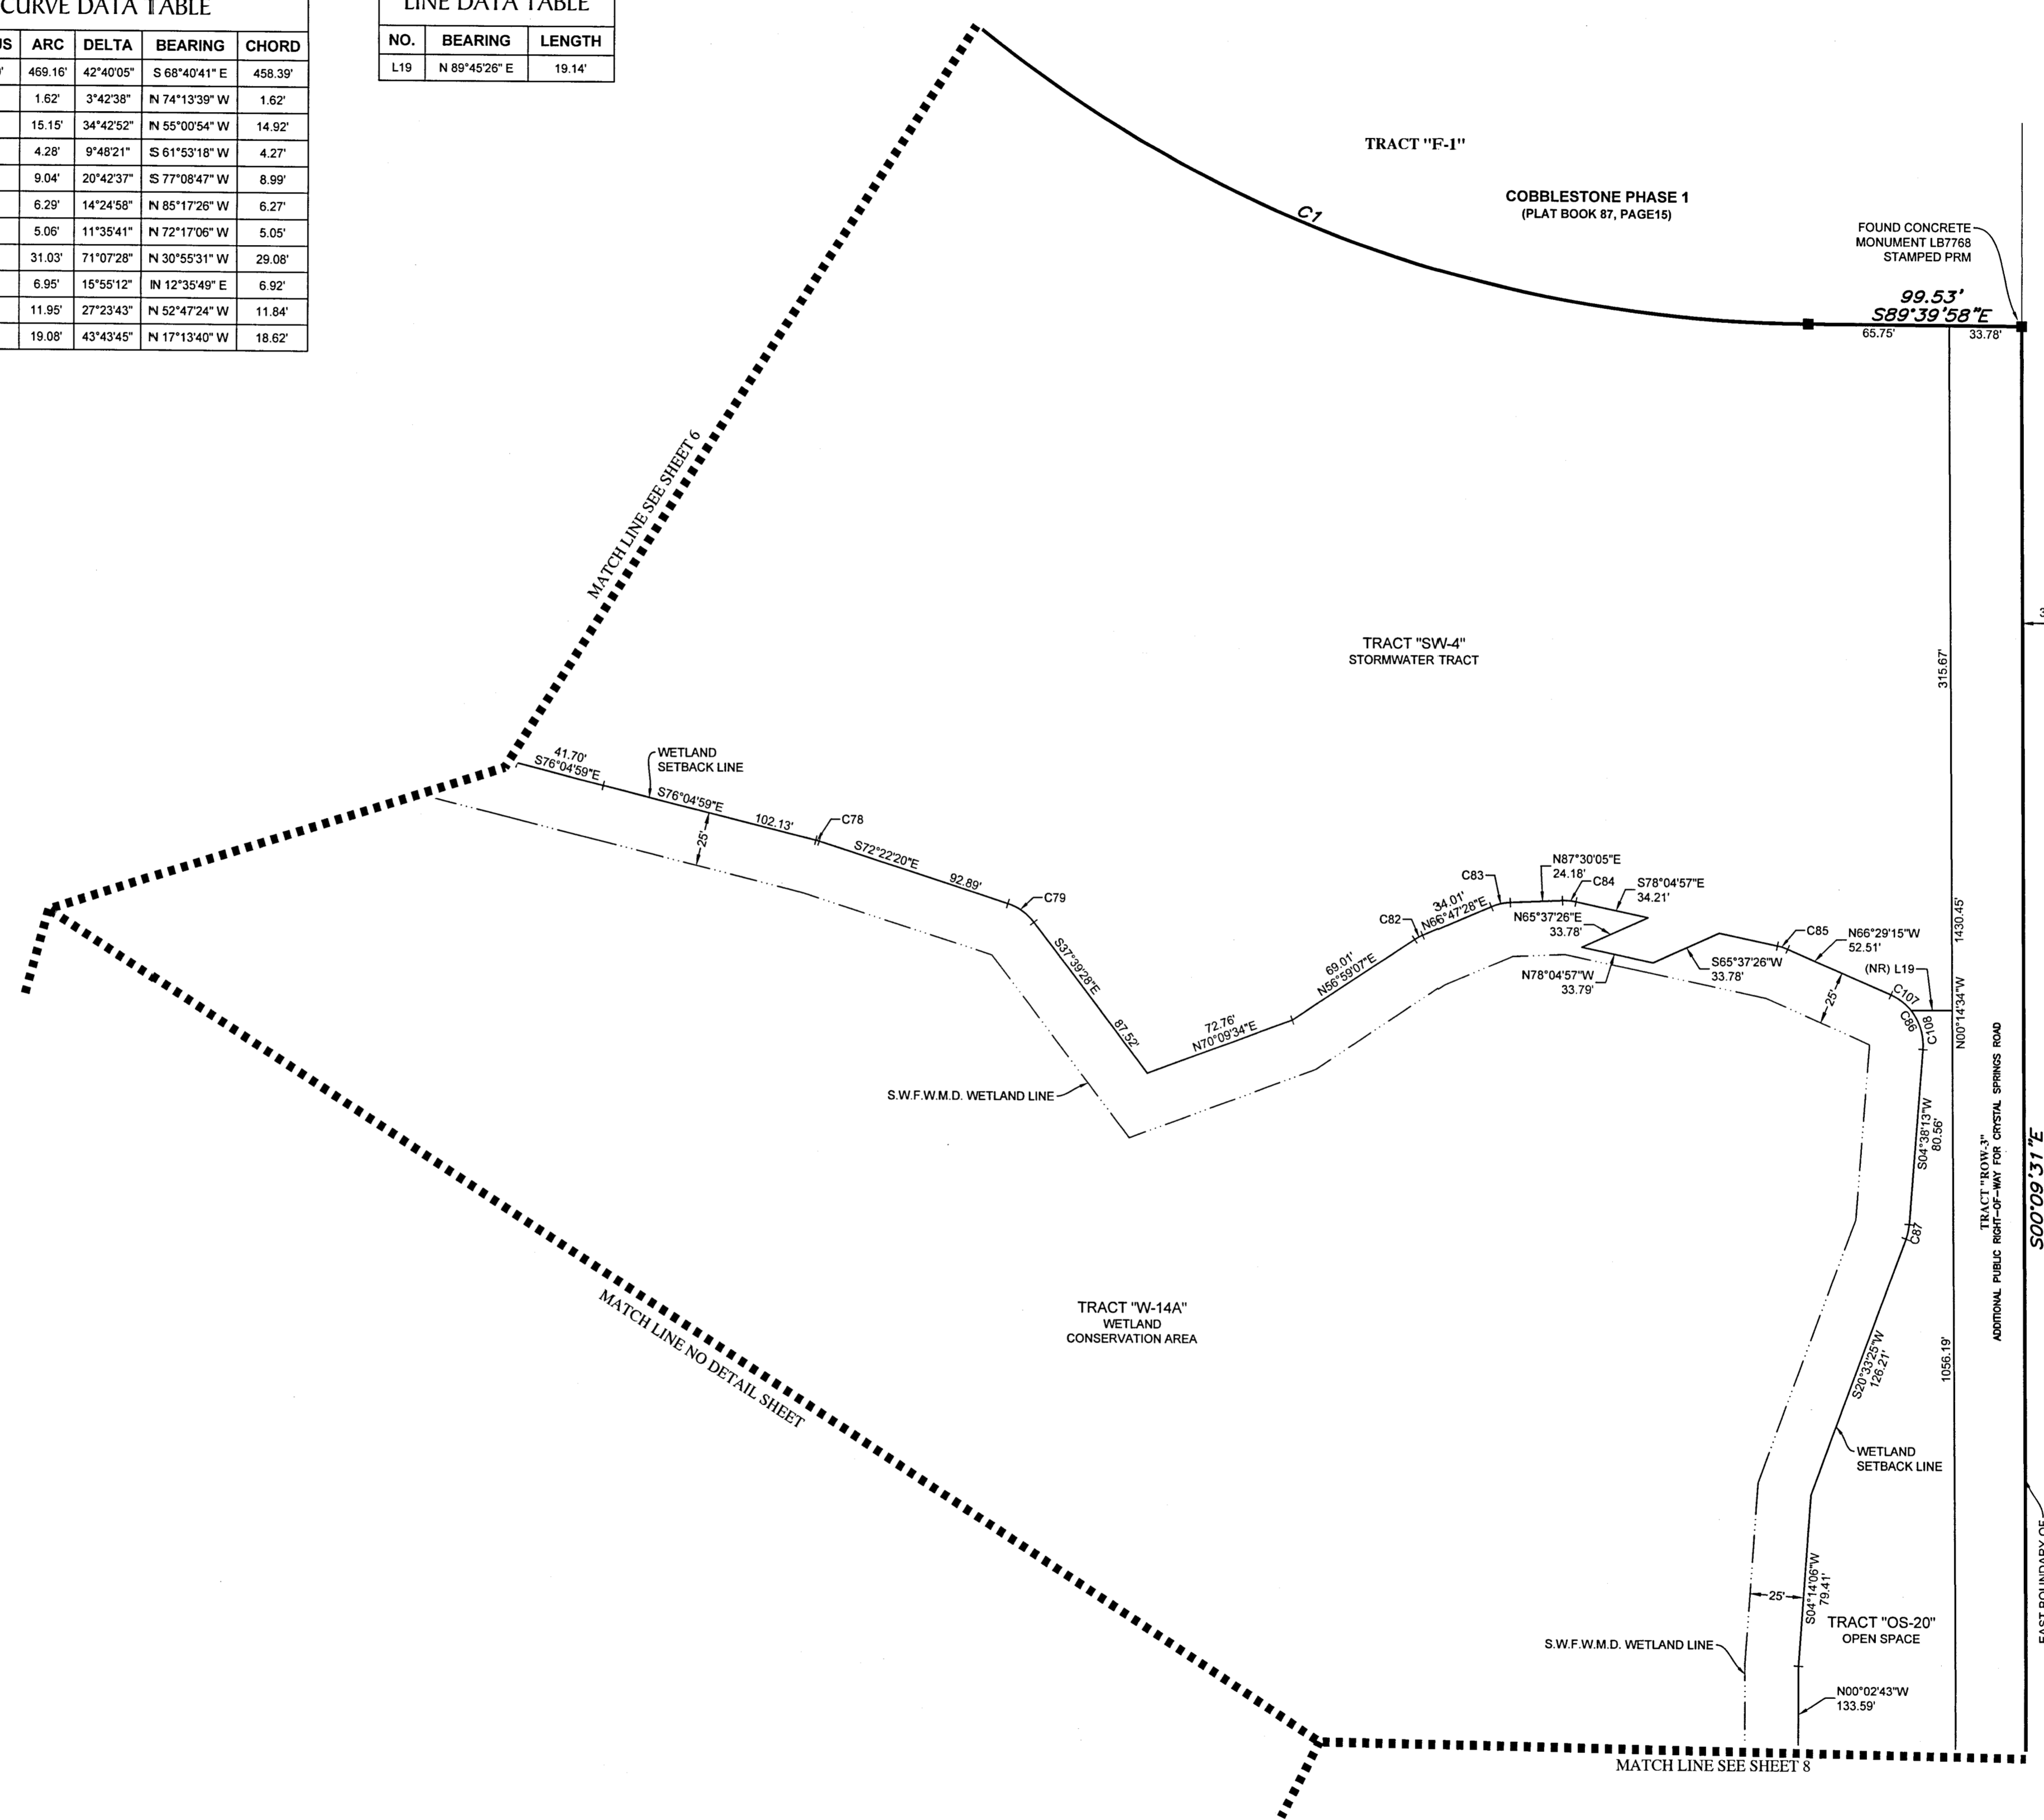 CURVE DATA TABLE
ARC DELTA BEARING CHORD
469.16' 42°40'05" S 68°40'41" E 458.39'
1.62' 3°42'38" N 74°13'39" W 1.62'
15.15' 34°42'52" N 55°00'54" W 14.92'
4.28' 9°48'21" S 61°53'18" W 4.27'
9.04' 20°42'37" S 77°08'47" W 8.99'
6.29' 14°24'58" N 85°17'26" W 6.27'
5.06' 11°35'41" N 72°17'06" W 5.05'
31.03' 71°07'28" N 30°55'31" W 29.08'
6.95' 15°55'12" N 12°35'49" E 6.92'
11.95' 27°23'43" N 52°47'24" W 11.84'
19.08' 43°43'45" N 17°13'40" W 18.62'
LINE DATA TABLE
NO. BEARING LENGTH
L19 N 89°45'26" E 19.14'
TRACT "F-1"
COBBLESTONE PHASE 1
(PLAT BOOK 87, PAGE15)
C1
FOUND CONCRETE
MONUMENT LB7768
STAMPED PRM
99.53'
S89°39'58"E
65.75'
33.78'
MATCH LINE SEE SHEET 6
TRACT "SW-4"
STORMWATER TRACT
315.67'
41.70'
S76°04'59"E
WETLAND
SETBACK LINE
S76°04'59"E
102.13'
25'
C78
S72°22'20"E
92.89'
C79
S37°39'28"E
87.52'
72.76'
N70°09'34"E
69.01'
N56°59'07"E
C82
34.01'
N66°47'28"E
C83
N87°30'05"E
24.18'
C84
S78°04'57"E
34.21'
N65°37'26"E
33.78'
N78°04'57"W
33.79'
S65°37'26"W
33.78'
C85
N66°29'15"W
52.51'
(NR) L19
25'
C107
C86
C108
1430.45'
N00°14'34"W
S.W.F.W.M.D. WETLAND LINE
S04°38'13"W
80.56'
C87
TRACT "ROW-3"
ADDITIONAL PUBLIC RIGHT-OF-WAY FOR CRYSTAL SPRINGS ROAD
S00°09'31"E
TRACT "W-14A"
WETLAND
CONSERVATION AREA
MATCH LINE NO DETAIL SHEET
S20°33'25"W
126.21'
1056.19'
WETLAND
SETBACK LINE
EAST BOUNDARY OF
25'
S04°14'06"W
79.41'
TRACT "OS-20"
OPEN SPACE
S.W.F.W.M.D. WETLAND LINE
N00°02'43"W
133.59'
MATCH LINE SEE SHEET 8